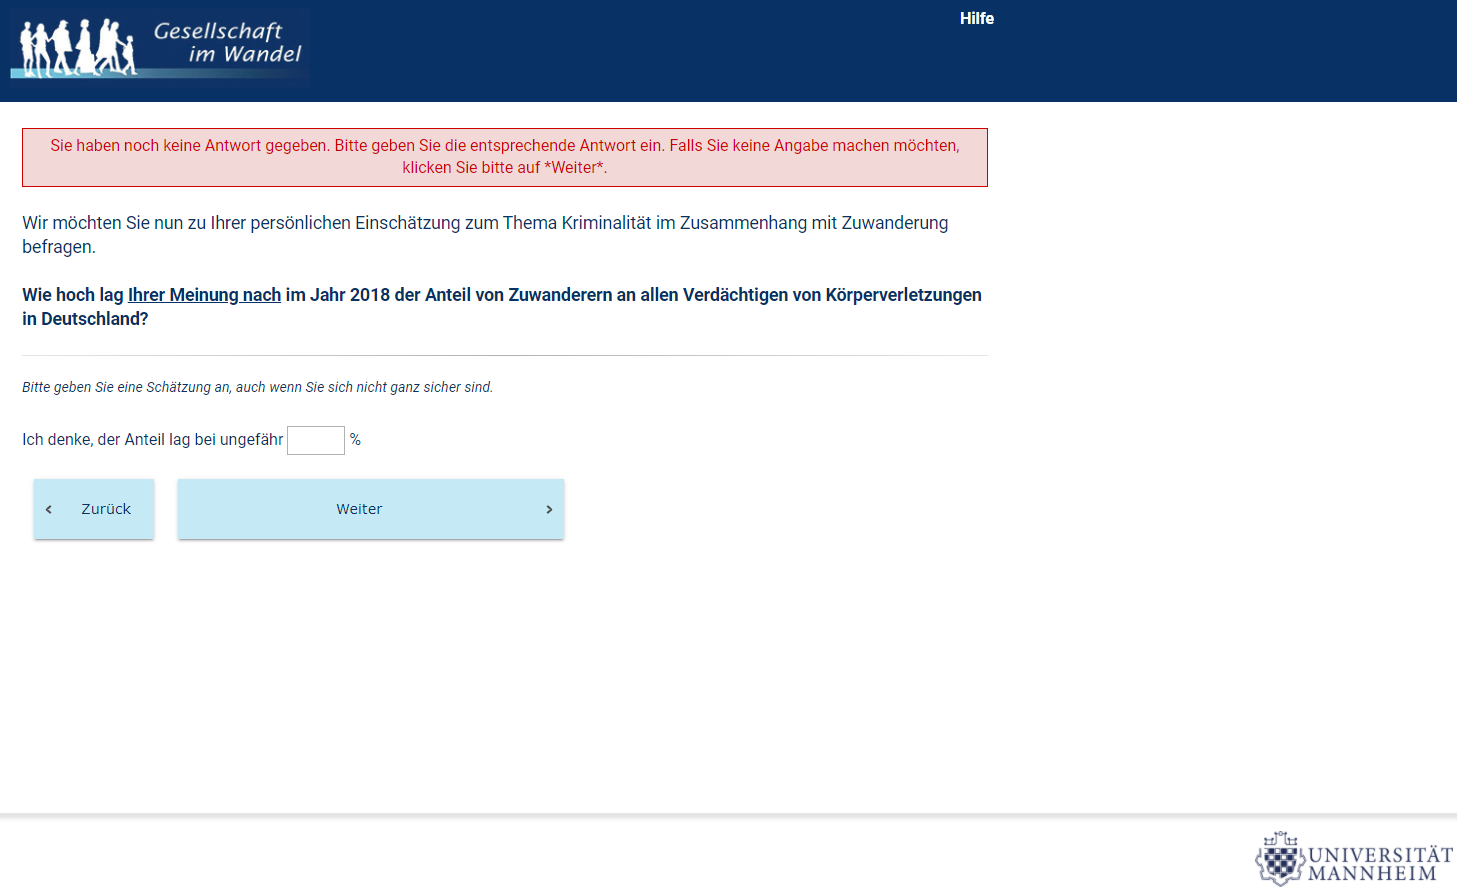 Gesellschaft
im Wandel
Hilfe
Sie haben noch keine Antwort gegeben. Bitte geben Sie die entsprechende Antwort ein. Falls Sie keine Angabe machen möchten,
klicken Sie bitte auf *Weiter*.
Wir möchten Sie nun zu Ihrer persönlichen Einschätzung zum Thema Kriminalität im Zusammenhang mit Zuwanderung
befragen.
Wie hoch lag Ihrer Meinung nach im Jahr 2018 der Anteil von Zuwanderern an allen Verdächtigen von Körperverletzungen
in Deutschland?
Bitte geben Sie eine Schätzung an, auch wenn Sie sich nicht ganz sicher sind.
Ich denke, der Anteil lag bei ungefähr %
‹ Zurück
Weiter ›
UNIVERSITÄT
MANNHEIM